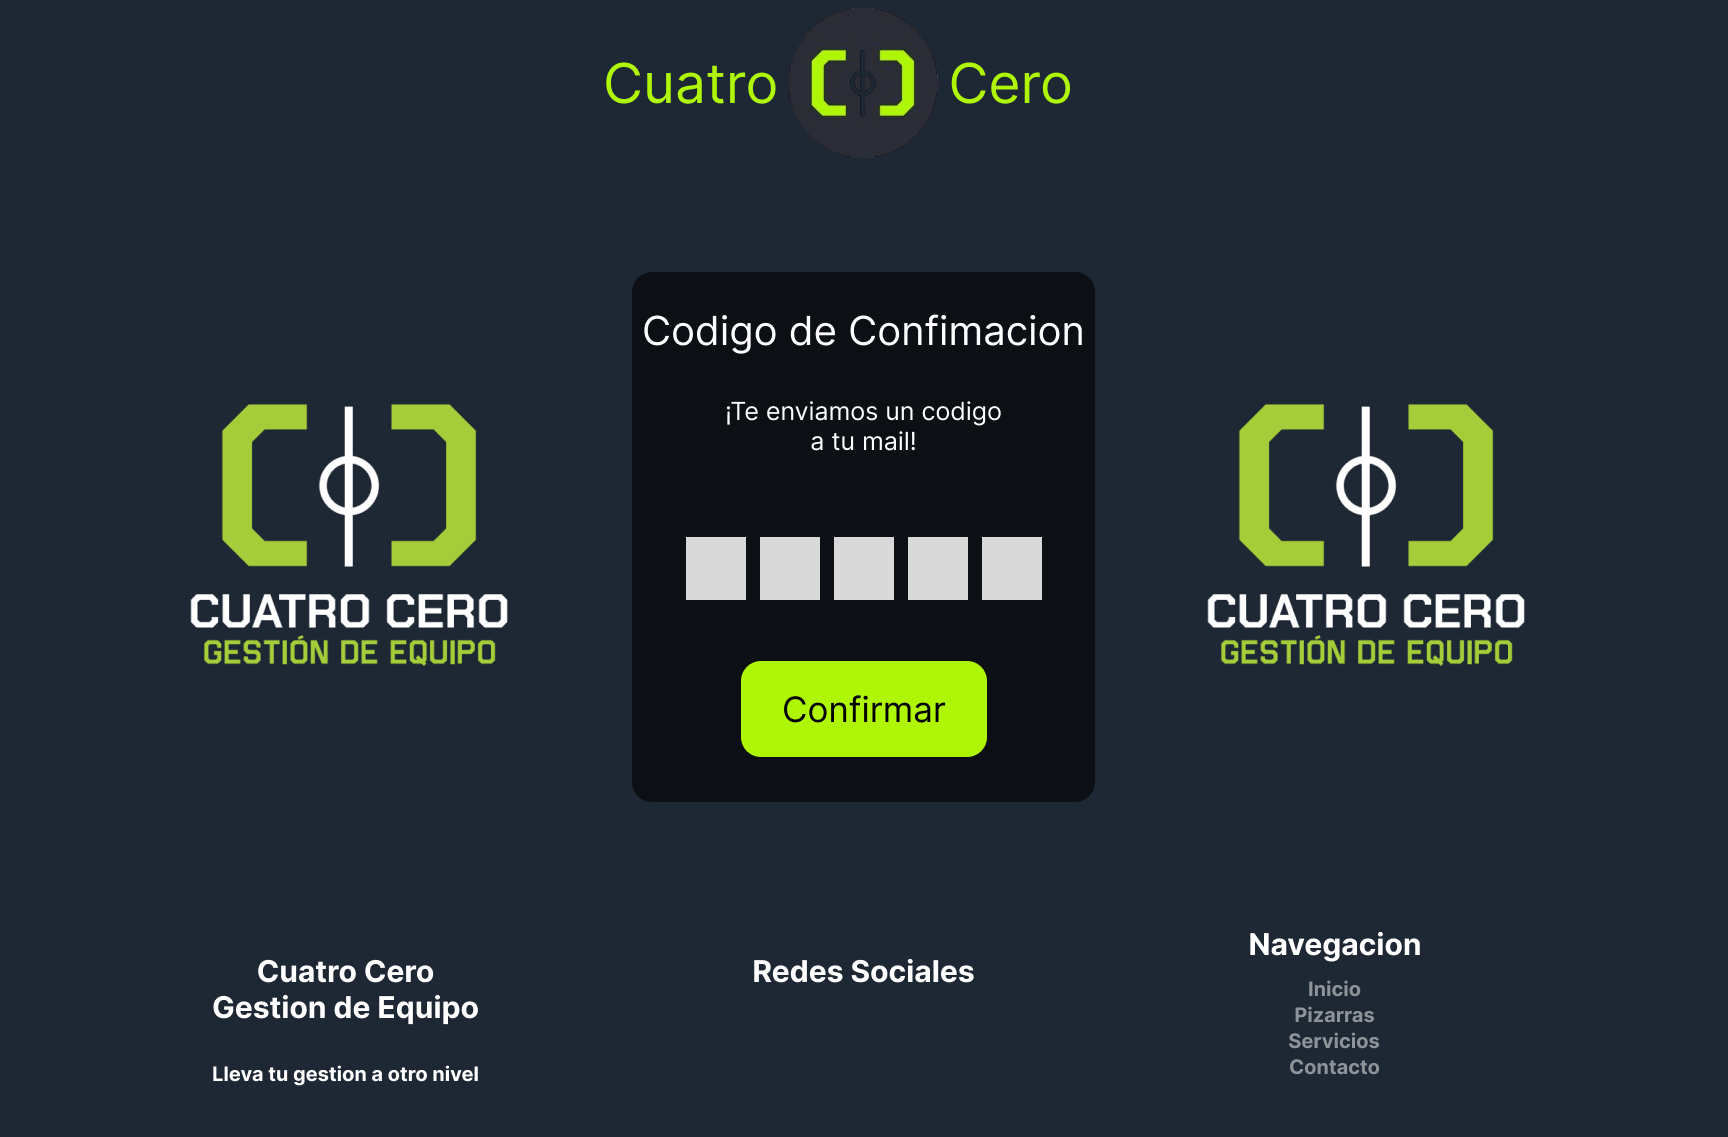 Cuatro Cero
Codigo de Confimacion
¡Te enviamos un codigo
a tu mail!
CUATRO CERO
GESTIÓN DE EQUIPO
Confirmar
CUATRO CERO
GESTIÓN DE EQUIPO
Cuatro Cero
Gestion de Equipo
Lleva tu gestion a otro nivel
Redes Sociales
Navegacion
Inicio
Pizarras
Servicios
Contacto